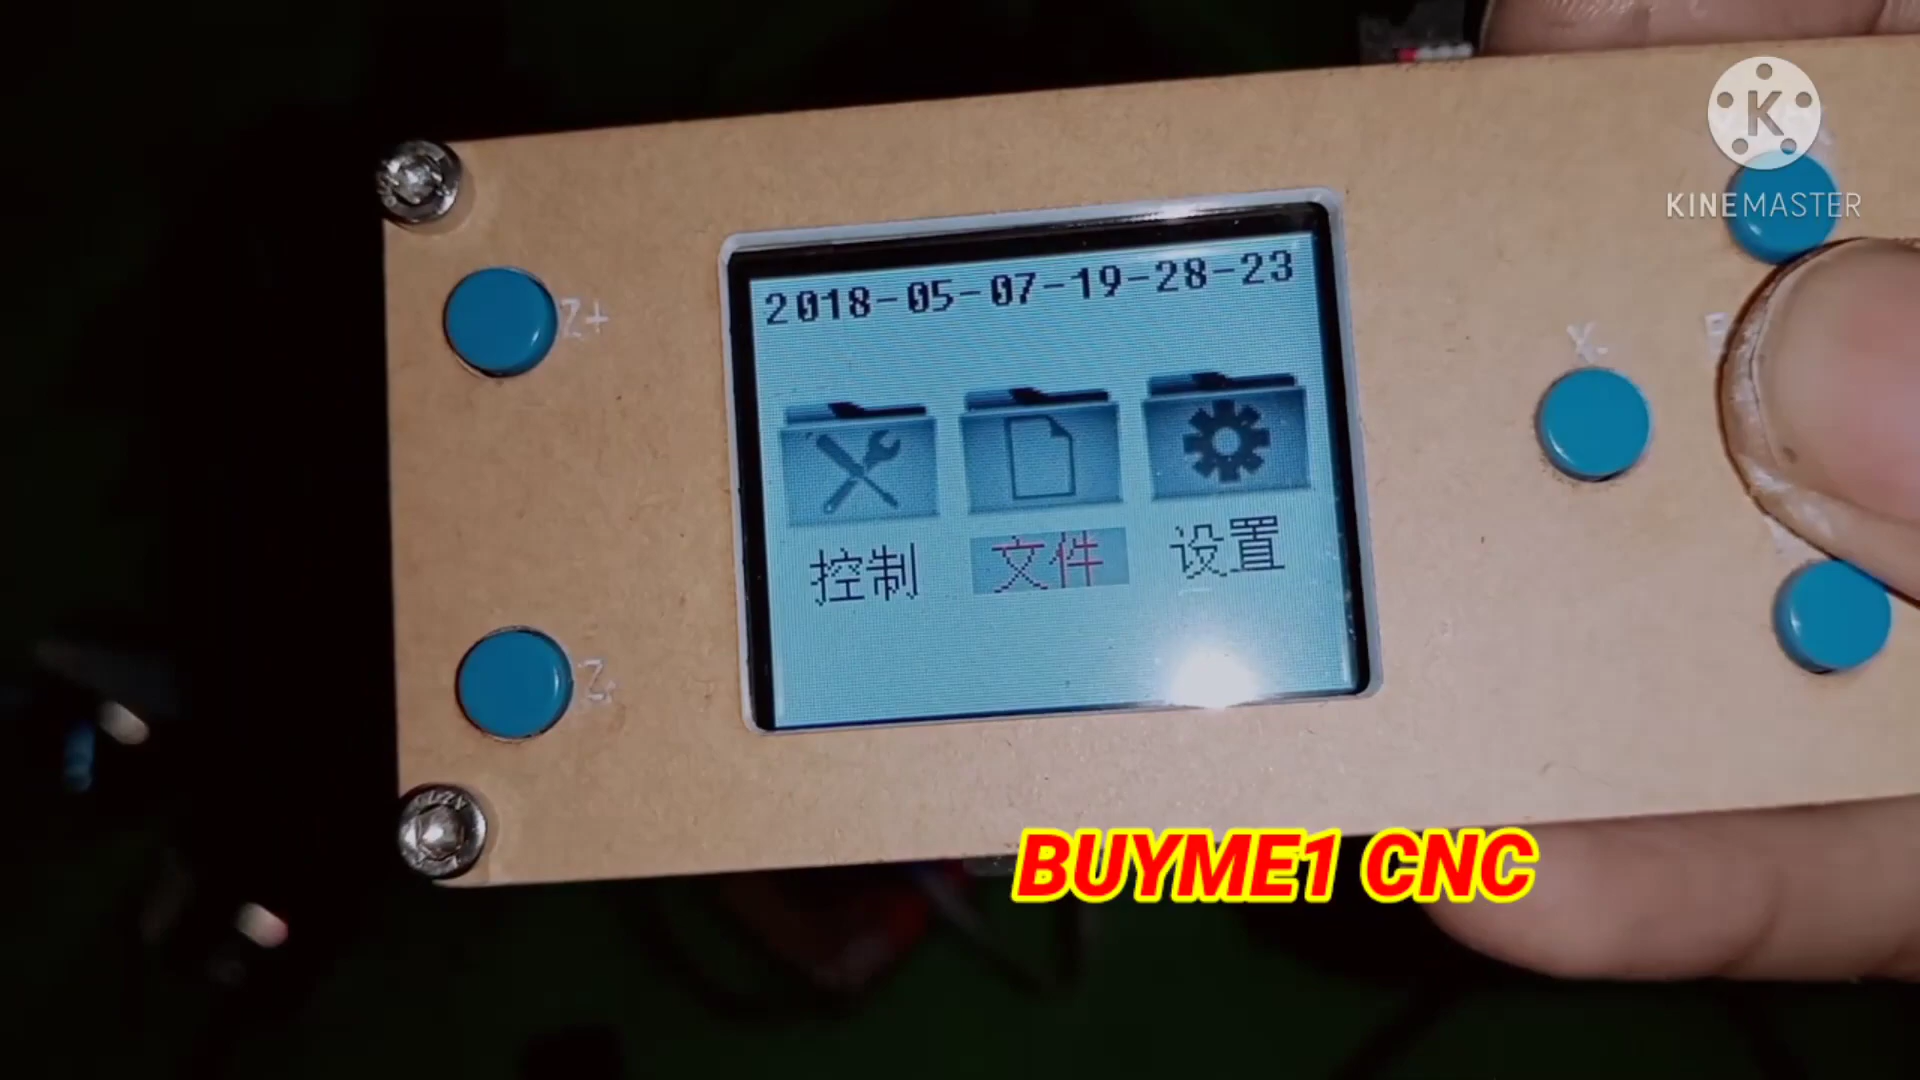 K
KINEMASTER
2018-05-07-19-28-23
Z+
X-
控制 文件 设置
Z-
BUYME1 CNC